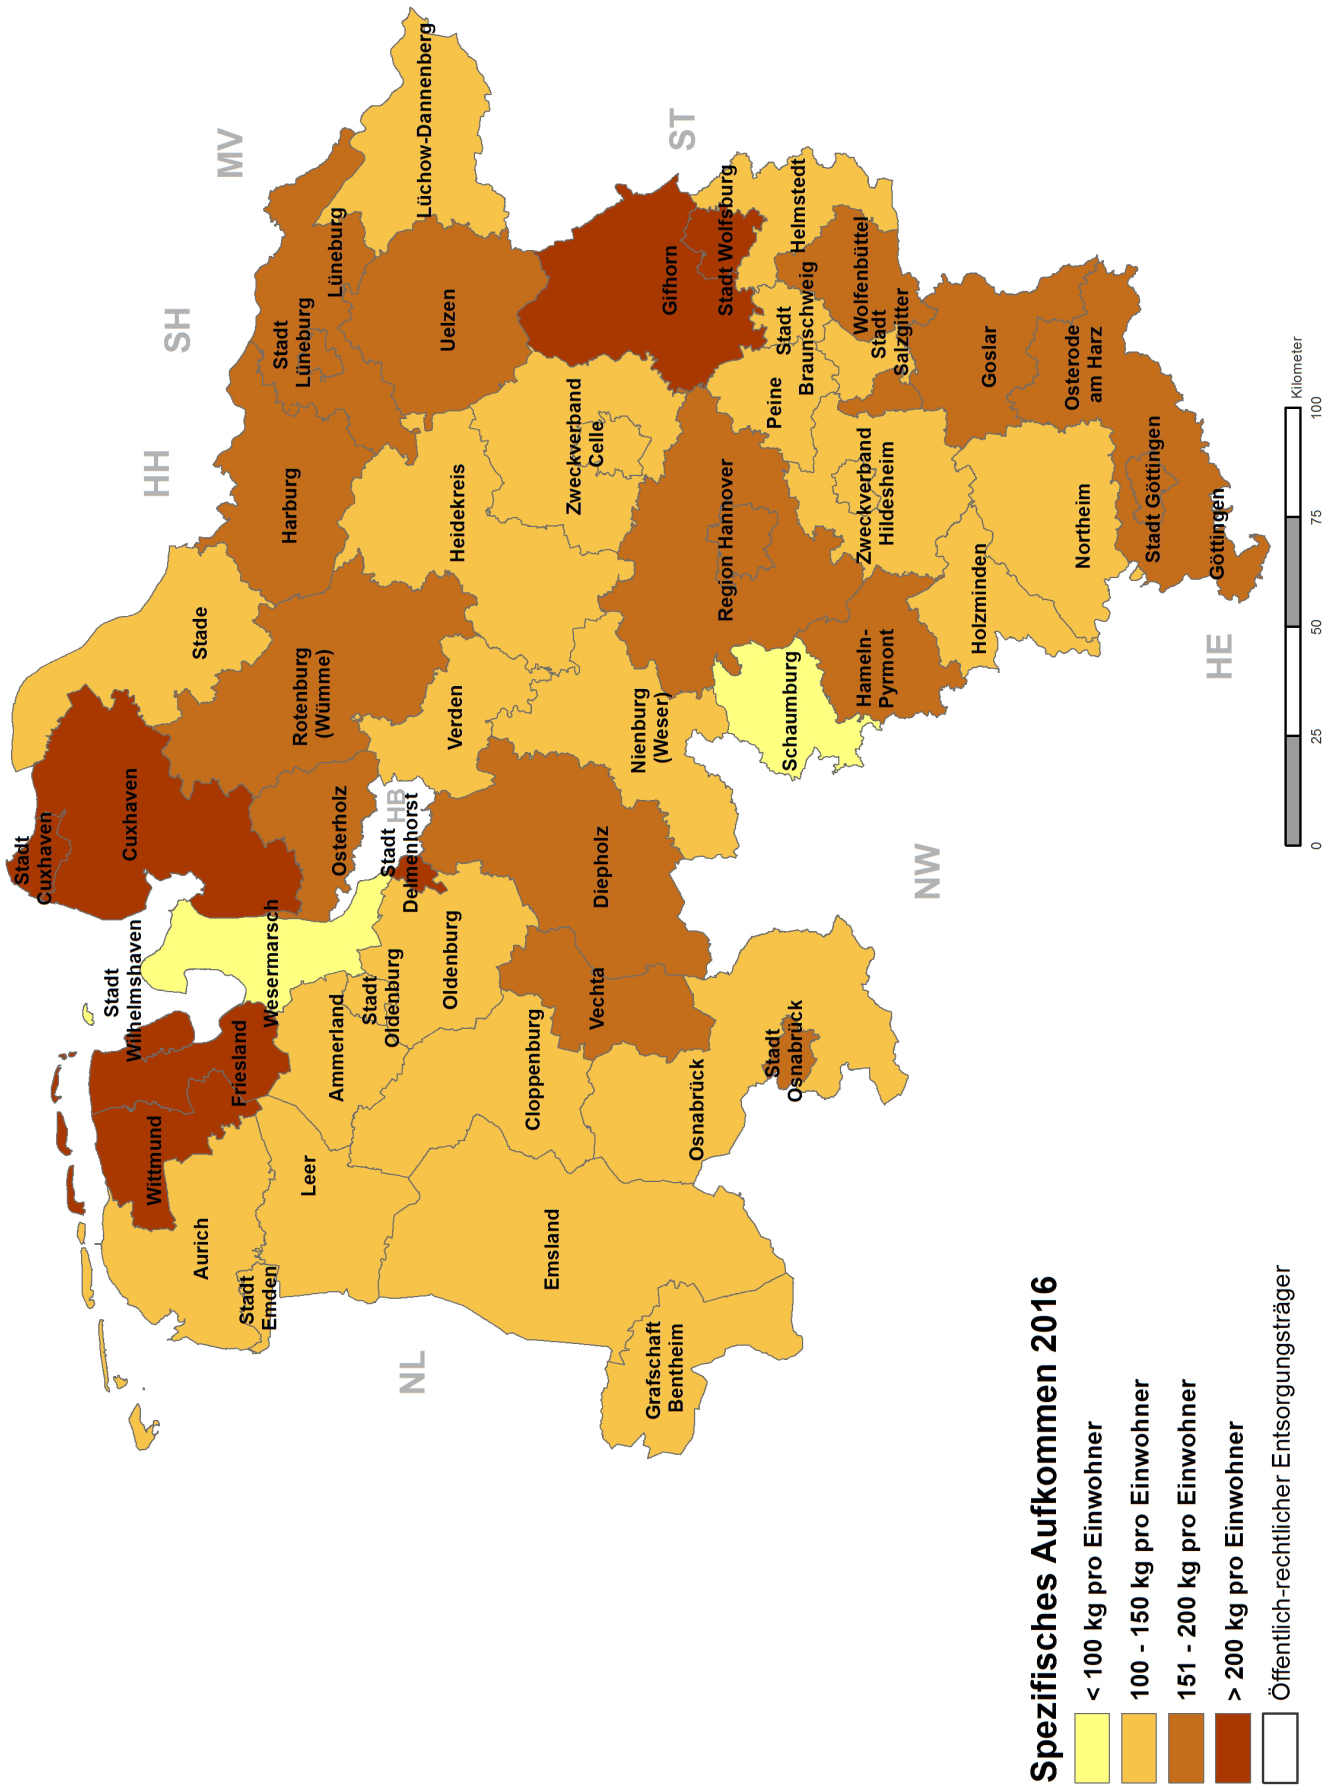 NL
SH
HH
MV
HB
ST
NW
HE
Stadt
Cuxhaven
Cuxhaven
Stade
Stadt
Wilhelmshaven
Wittmund
Friesland
Aurich
Stadt
Emden
Wesermarsch
Osterholz
Rotenburg
(Wümme)
Harburg
Stadt
Lüneburg
Lüneburg
Lüchow-Dannenberg
Leer
Ammerland
Stadt
Oldenburg
Stadt
Delmenhorst
Oldenburg
Verden
Heidekreis
Uelzen
Emsland
Cloppenburg
Vechta
Diepholz
Nienburg
(Weser)
Zweckverband
Celle
Gifhorn
Stadt Wolfsburg
Grafschaft
Bentheim
Osnabrück
Stadt
Osnabrück
Schaumburg
Region Hannover
Peine
Stadt
Braunschweig
Helmstedt
Hameln-
Pyrmont
Zweckverband
Hildesheim
Stadt
Salzgitter
Wolfenbüttel
Holzminden
Northeim
Goslar
Osterode
am Harz
Stadt Göttingen
Göttingen
Spezifisches Aufkommen 2016
< 100 kg pro Einwohner
100 - 150 kg pro Einwohner
151 - 200 kg pro Einwohner
> 200 kg pro Einwohner
Öffentlich-rechtlicher Entsorgungsträger
Kilometer
0 25 50 75 100